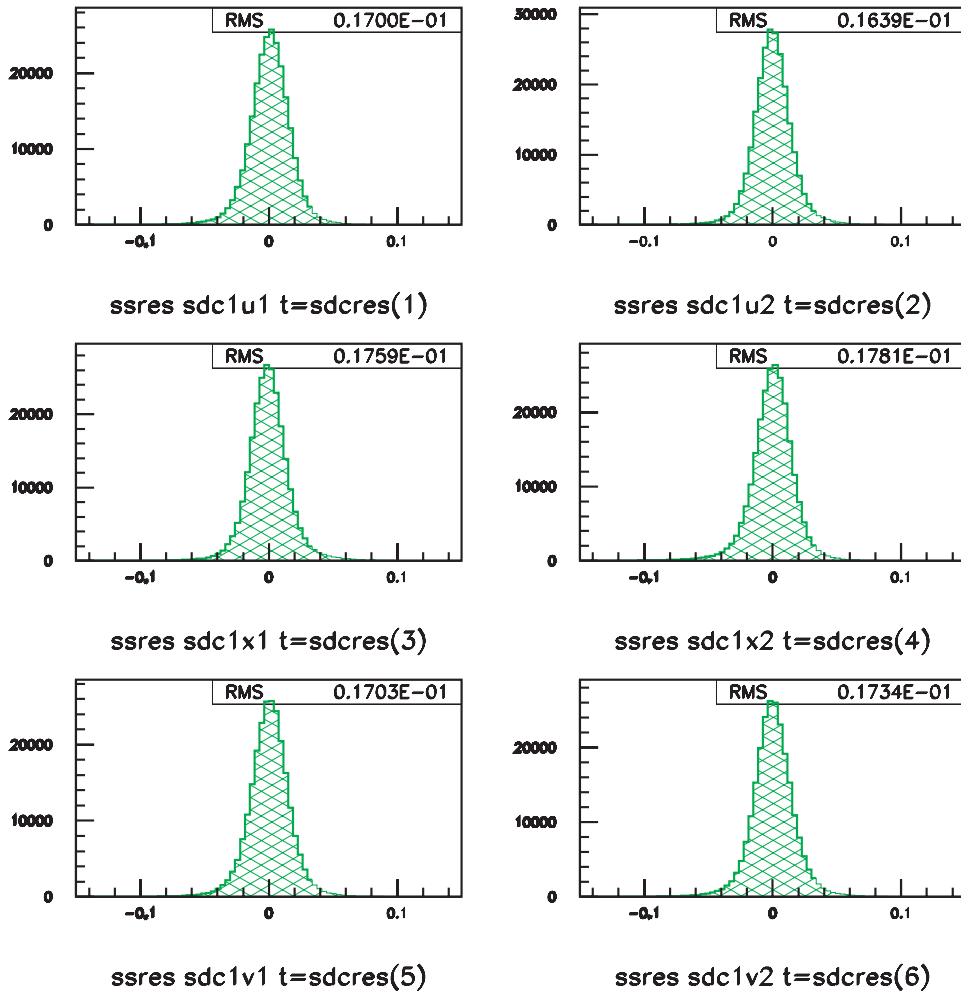 RMS 0.1700E-01
20000
10000
0
-0.1 0 0.1
ssres sdc1u1 t=sdcres(1)
RMS 0.1639E-01
30000
20000
10000
0
-0.1 0 0.1
ssres sdc1u2 t=sdcres(2)
RMS 0.1759E-01
20000
10000
0
-0.1 0 0.1
ssres sdc1x1 t=sdcres(3)
RMS 0.1781E-01
20000
10000
0
-0.1 0 0.1
ssres sdc1x2 t=sdcres(4)
RMS 0.1703E-01
20000
10000
0
-0.1 0 0.1
ssres sdc1v1 t=sdcres(5)
RMS 0.1734E-01
20000
10000
0
-0.1 0 0.1
ssres sdc1v2 t=sdcres(6)